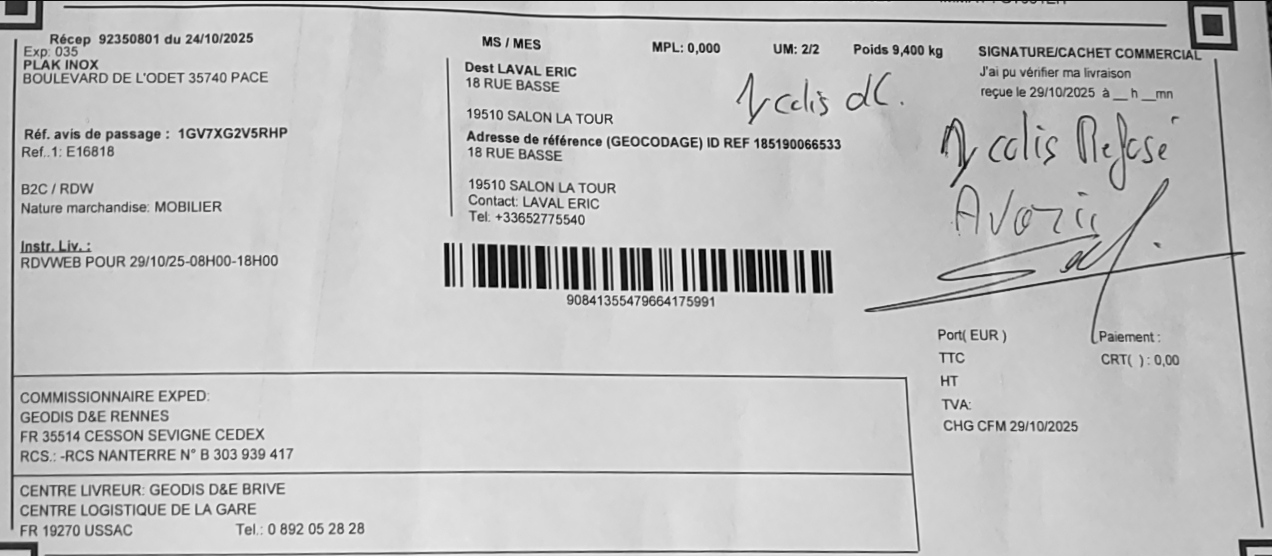 Récep 92350801 du 24/10/2025
Exp: 035
PLAK INOX
BOULEVARD DE L'ODET 35740 PACE
Réf. avis de passage : 1GV7XG2V5RHP
Ref..1: E16818
B2C / RDW
Nature marchandise: MOBILIER
Instr. Liv. :
RDVWEB POUR 29/10/25-08H00-18H00
MS / MES
MPL: 0,000 UM: 2/2 Poids 9,400 kg
Dest LAVAL ERIC
18 RUE BASSE
19510 SALON LA TOUR
Adresse de référence (GEOCODAGE) ID REF 185190066533
18 RUE BASSE
19510 SALON LA TOUR
Contact: LAVAL ERIC
Tel: +33652775540
90841355479664175991
SIGNATURE/CACHET COMMERCIAL
J'ai pu vérifier ma livraison
reçue le 29/10/2025 à __ h __mn
colis
colis Refusé
Port( EUR ) Paiement :
TTC CRT( ) : 0,00
HT
TVA:
CHG CFM 29/10/2025
COMMISSIONNAIRE EXPED:
GEODIS D&E RENNES
FR 35514 CESSON SEVIGNE CEDEX
RCS.: -RCS NANTERRE N° B 303 939 417
CENTRE LIVREUR: GEODIS D&E BRIVE
CENTRE LOGISTIQUE DE LA GARE
FR 19270 USSAC Tel.: 0 892 05 28 28